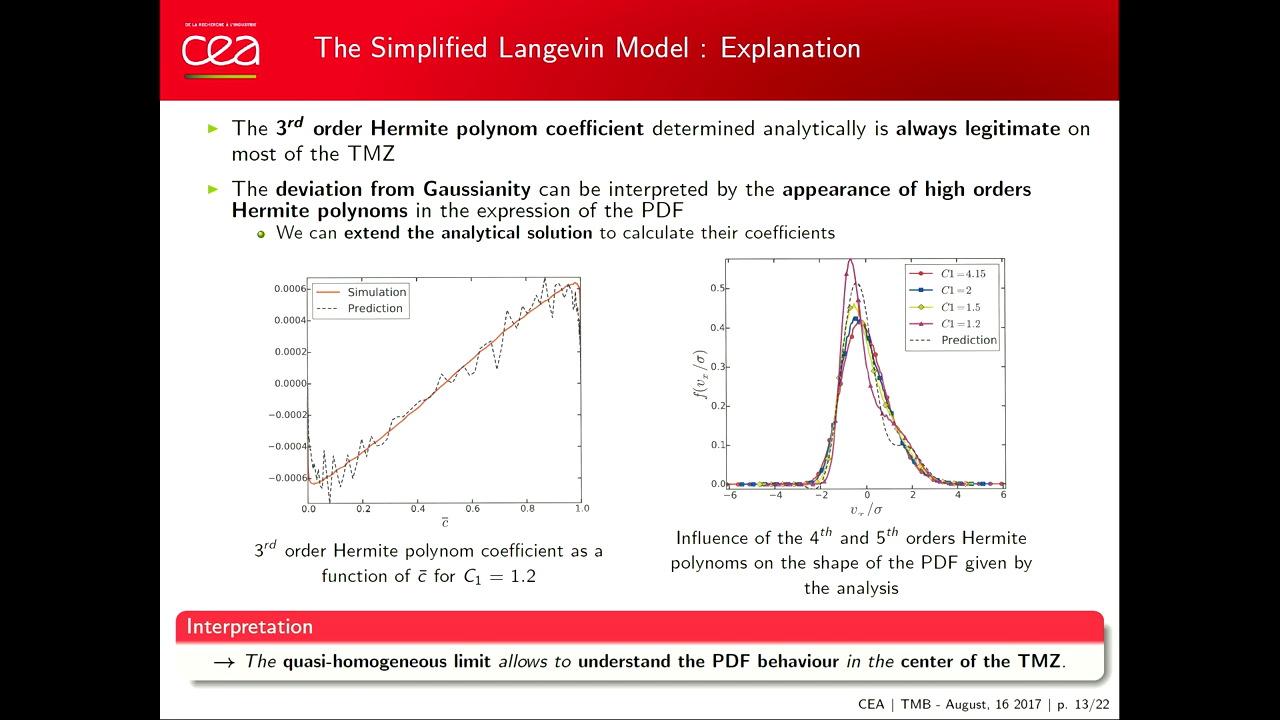 DE LA RECHERCHE À L'INDUSTRIE
cea
The Simplified Langevin Model : Explanation
The 3rd order Hermite polynom coefficient determined analytically is always legitimate on
most of the TMZ
The deviation from Gaussianity can be interpreted by the appearance of high orders
Hermite polynoms in the expression of the PDF
We can extend the analytical solution to calculate their coefficients
0.0006
0.0004
0.0002
0.0000
−0.0002
−0.0004
−0.0006
Simulation
Prediction
0.0 0.2 0.4 0.6 0.8 1.0
c̄
3rd order Hermite polynom coefficient as a
function of c̄ for C1 = 1.2
f(vx/σ)
0.5
0.4
0.3
0.2
0.1
0.0
C1=4.15
C1=2
C1=1.5
C1=1.2
Prediction
−6 −4 −2 0 2 4 6
vx/σ
Influence of the 4th and 5th orders Hermite
polynoms on the shape of the PDF given by
the analysis
Interpretation
→ The quasi-homogeneous limit allows to understand the PDF behaviour in the center of the TMZ.
CEA | TMB - August, 16 2017 | p. 13/22